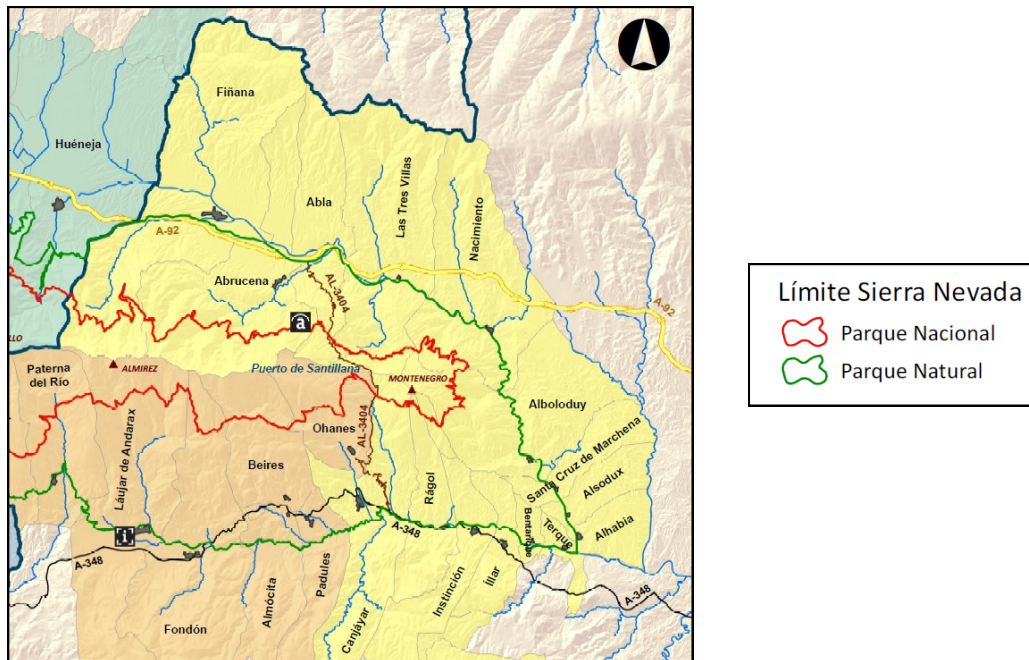 Fiñana
Huéneja
Abla
Las Tres Villas
Nacimiento
A-92
Abrucena
AL-3404
A-92
LLO
Paterna
del Río
ALMIREZ
Puerto de Santillana
MONTENEGRO
Alboloduy
Láujar de Andarax
Ohanes
AL-3404
Beires
Rágol
Santa Cruz de Marchena
Alsodux
Bentarique
Terque
Alhabia
A-348
A-348
i
a
Almócita
Padules
Fondón
Canjáyar
Instinción
Íllar
A-348
Límite Sierra Nevada
Parque Nacional
Parque Natural